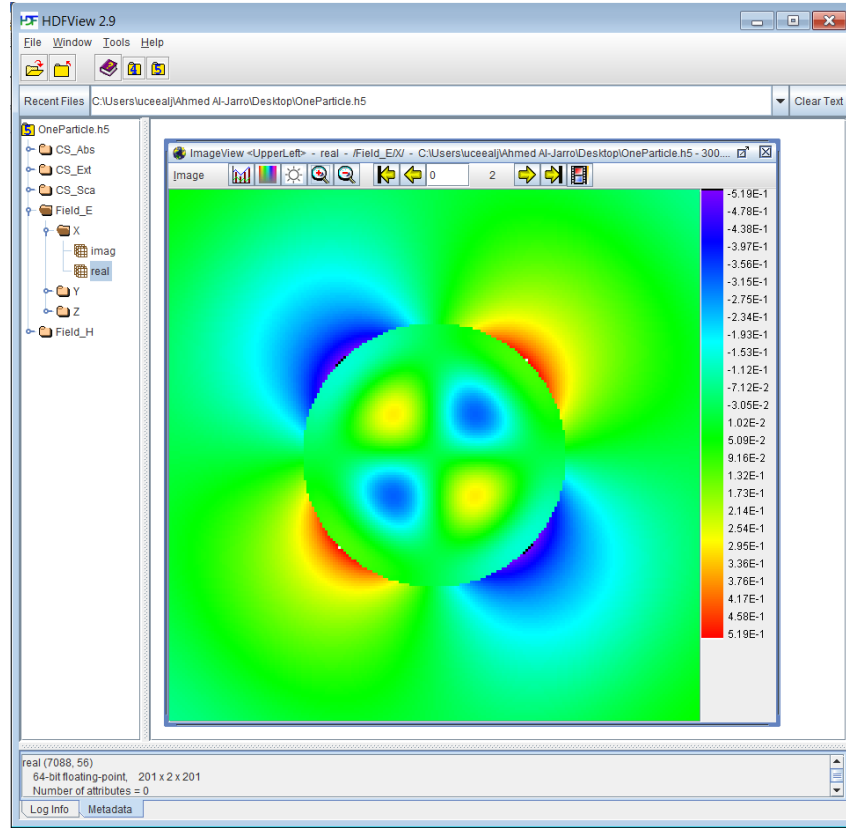 HDFView 2.9
File Window Tools Help
Recent Files C:\Users\uceealj\Ahmed Al-Jarro\Desktop\OneParticle.h5 Clear Text
OneParticle.h5
CS_Abs
CS_Ext
CS_Sca
Field_E
X
imag
real
Y
Z
Field_H
ImageView <UpperLeft> - real - /Field_E/X/ - C:\Users\uceealj\Ahmed Al-Jarro\Desktop\OneParticle.h5 - 300....
Image 0 2
-5.19E-1
-4.78E-1
-4.38E-1
-3.97E-1
-3.56E-1
-3.15E-1
-2.75E-1
-2.34E-1
-1.93E-1
-1.53E-1
-1.12E-1
-7.12E-2
-3.05E-2
1.02E-2
5.09E-2
9.16E-2
1.32E-1
1.73E-1
2.14E-1
2.54E-1
2.95E-1
3.36E-1
3.76E-1
4.17E-1
4.58E-1
5.19E-1
real (7088, 56)
64-bit floating-point, 201 x 2 x 201
Number of attributes = 0
Log Info Metadata